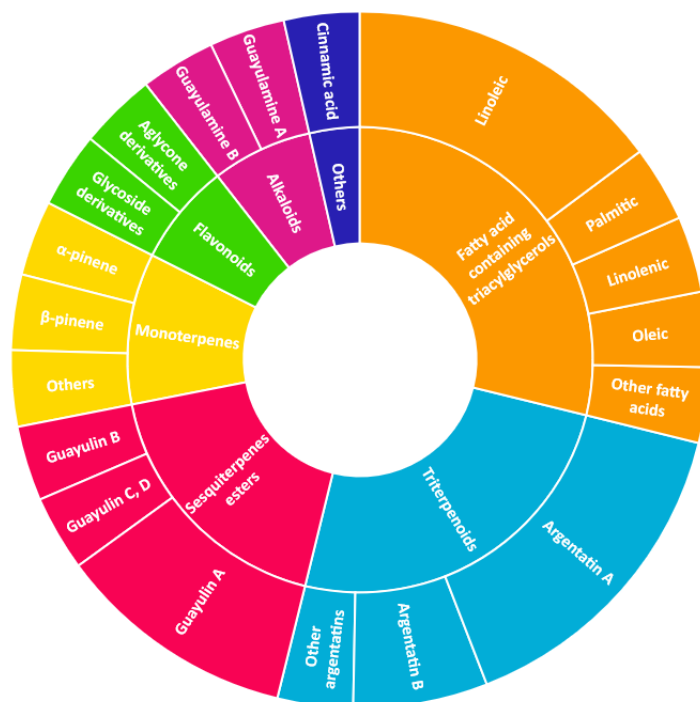 Linoleic
Palmitic
Linolenic
Oleic
Other fatty
acids
Fatty acid
containing
triacylglycerols
Argentatin A
Argentatin B
Other
argentatins
Triterpenoids
Guayulin A
Guayulin C, D
Guayulin B
Sesquiterpenes
esters
Others
β-pinene
α-pinene
Monoterpenes
Glycoside
derivatives
Aglycone
derivatives
Flavonoids
Guayulamine B
Guayulamine A
Alkaloids
Cinnamic acid
Others